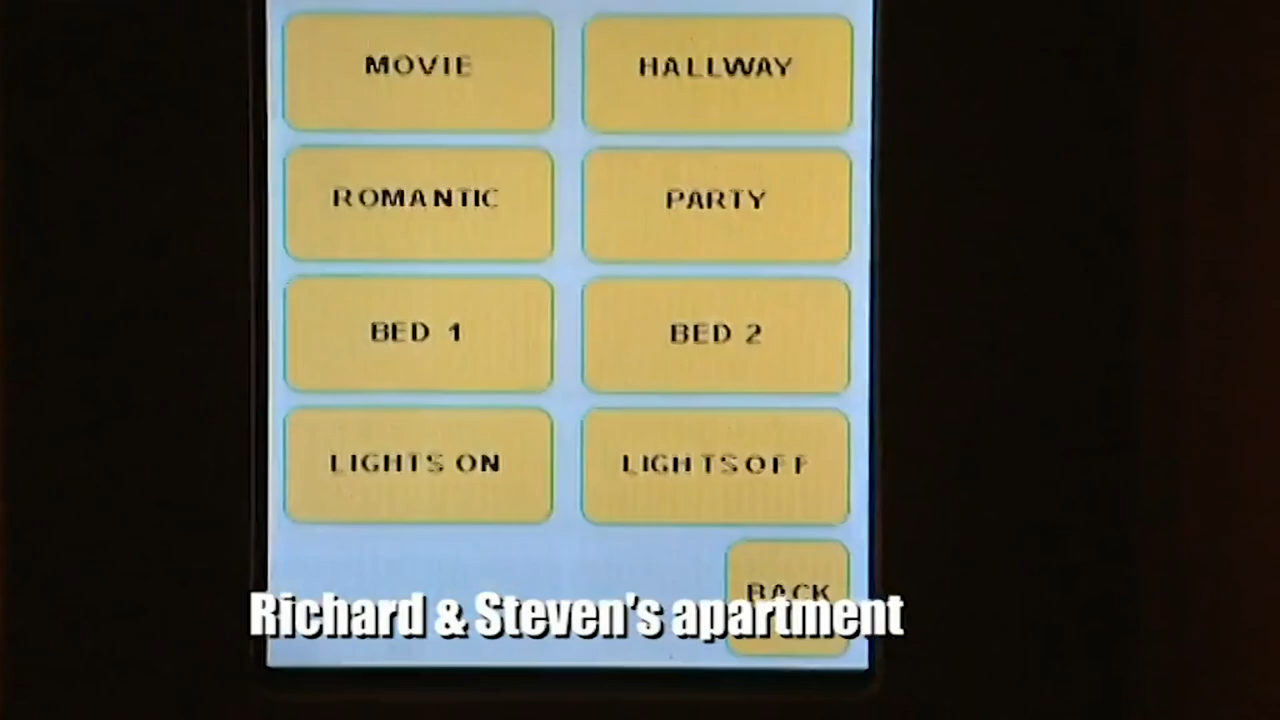 MOVIE
HALLWAY
ROMANTIC
PARTY
BED 1
BED 2
LIGHTS ON
LIGHTS OFF
BACK
Richard & Steven's apartment